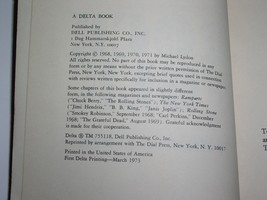 A DELTA BOOK
Published by
DELL PUBLISHING CO., INC.
1 Dag Hammarskjold Plaza
New York, N.Y. 10017
Copyright © 1968, 1969, 1970, 1971 by Michael Lydon
All rights reserved. No part of this book may be reproduced in any
form or by any means without the prior written permission of The Dial
Press, New York, New York, excepting brief quotes used in connection
with reviews written specifically for inclusion in a magazine or newspaper.
Some chapters of this book appeared in slightly different
form, in the following magazines and newspapers: Ramparts
("Chuck Berry," "The Rolling Stones"); The New York Times
("Jimi Hendrix," "B. B. King," "Janis Joplin"); Rolling Stone
("Smokey Robinson," September 1968, "Carl Perkins," December
1968, "The Grateful Dead," August 1969). Grateful acknowledgment
is made for their cooperation.
Delta ® TM 755118, Dell Publishing Co., Inc.
Reprinted by arrangement with The Dial Press, New York, N.Y. 10017
Printed in the United States of America
First Delta Printing—March 1973